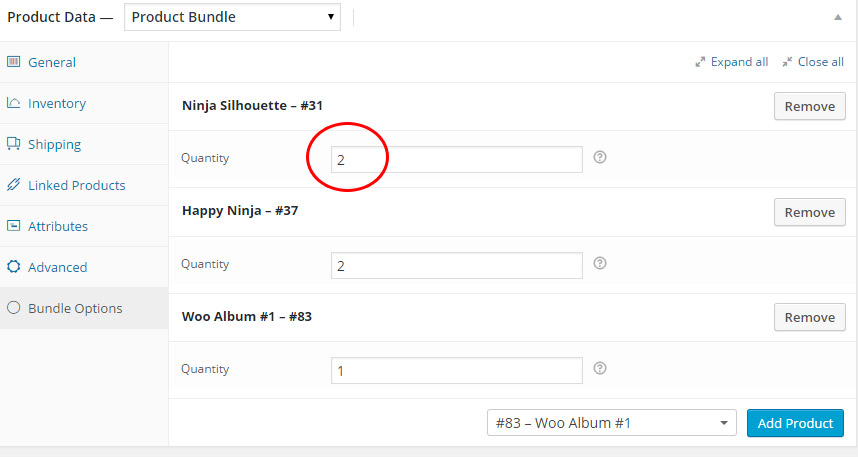 Product Data — Product Bundle
General
Inventory
Shipping
Linked Products
Attributes
Advanced
Bundle Options
Expand all Close all
Ninja Silhouette – #31 Remove
Quantity 2
Happy Ninja – #37 Remove
Quantity 2
Woo Album #1 – #83 Remove
Quantity 1
#83 – Woo Album #1 Add Product